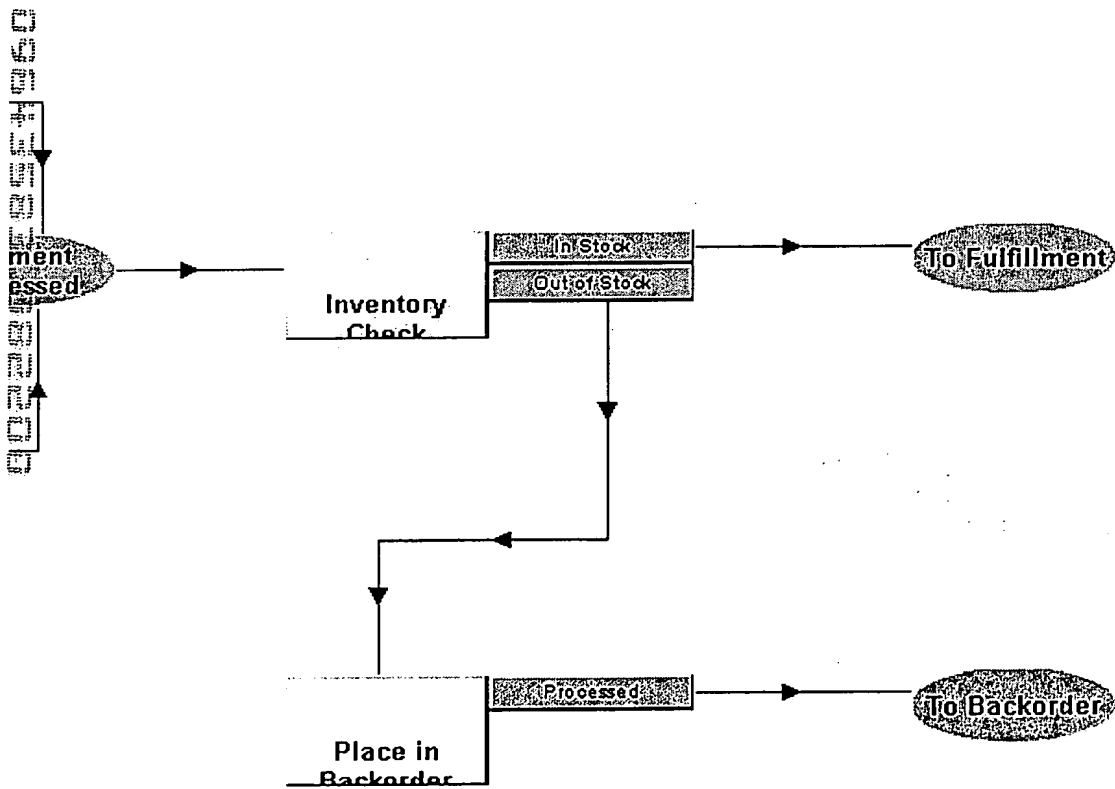 ment
essed
In Stock
Out of Stock
To Fulfillment
Inventory
Check
Processed
To Backorder
Place in
Backorder